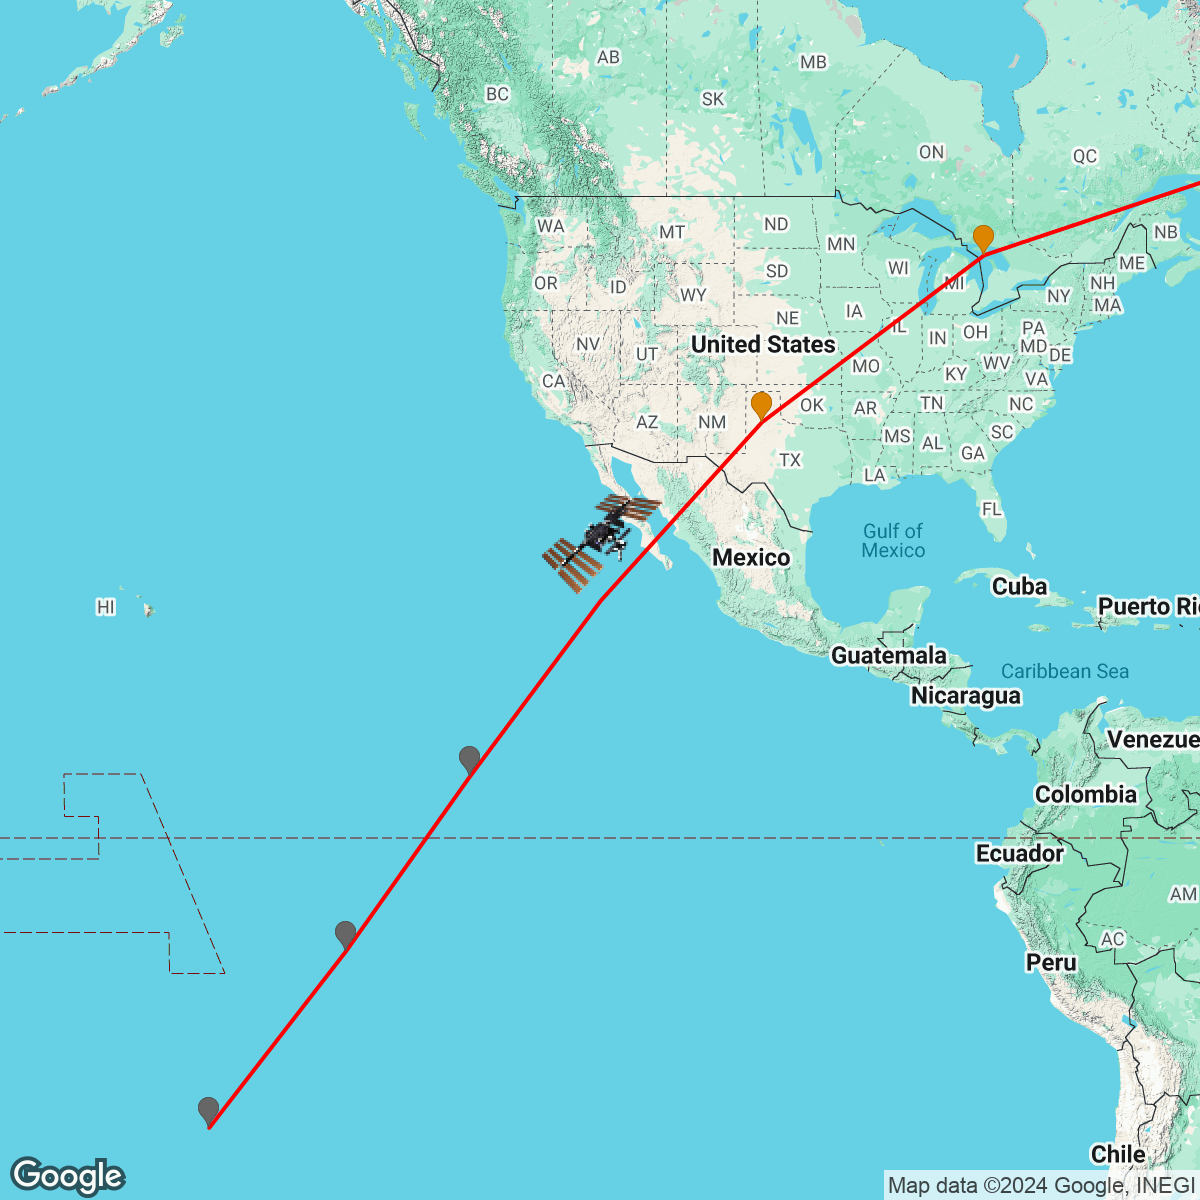 AB
MB
BC
SK
ON
QC
WA
MT
ND
MN
NB
OR
ID
SD
WI
MI
ME
WY
NH
NY
MA
NE
IA
IL
NV
UT
United States
IN
OH
PA
MD
DE
CA
MO
KY
WV
VA
AZ
NM
OK
AR
TN
NC
MS
AL
SC
GA
TX
LA
FL
Gulf of
Mexico
Mexico
HI
Cuba
Puerto Ri
Guatemala
Caribbean Sea
Nicaragua
Venezue
Colombia
Ecuador
AM
AC
Peru
Chile
Google
Map data ©2024 Google, INEGI